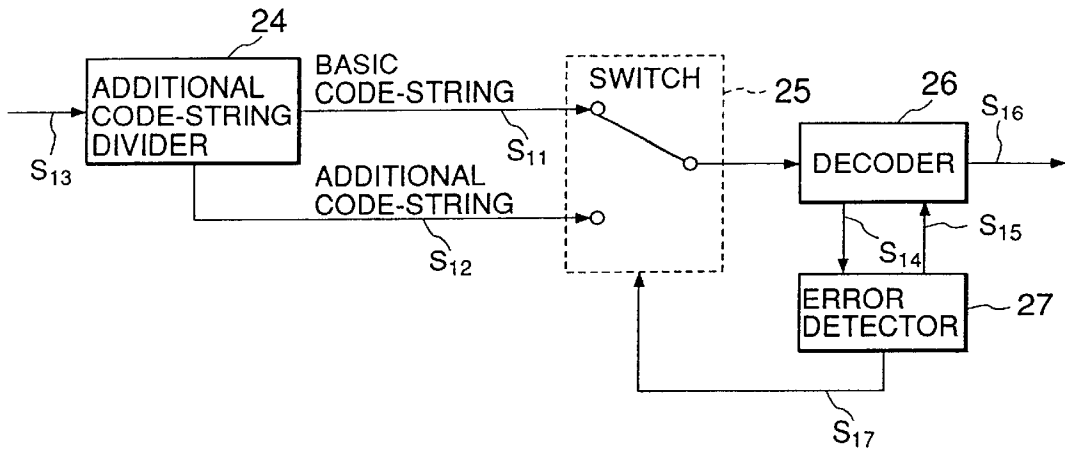 24
ADDITIONAL
CODE-STRING
DIVIDER
S13
BASIC
CODE-STRING
S11
ADDITIONAL
CODE-STRING
S12
SWITCH
25
26
DECODER
S16
S14
S15
ERROR
DETECTOR
27
S17